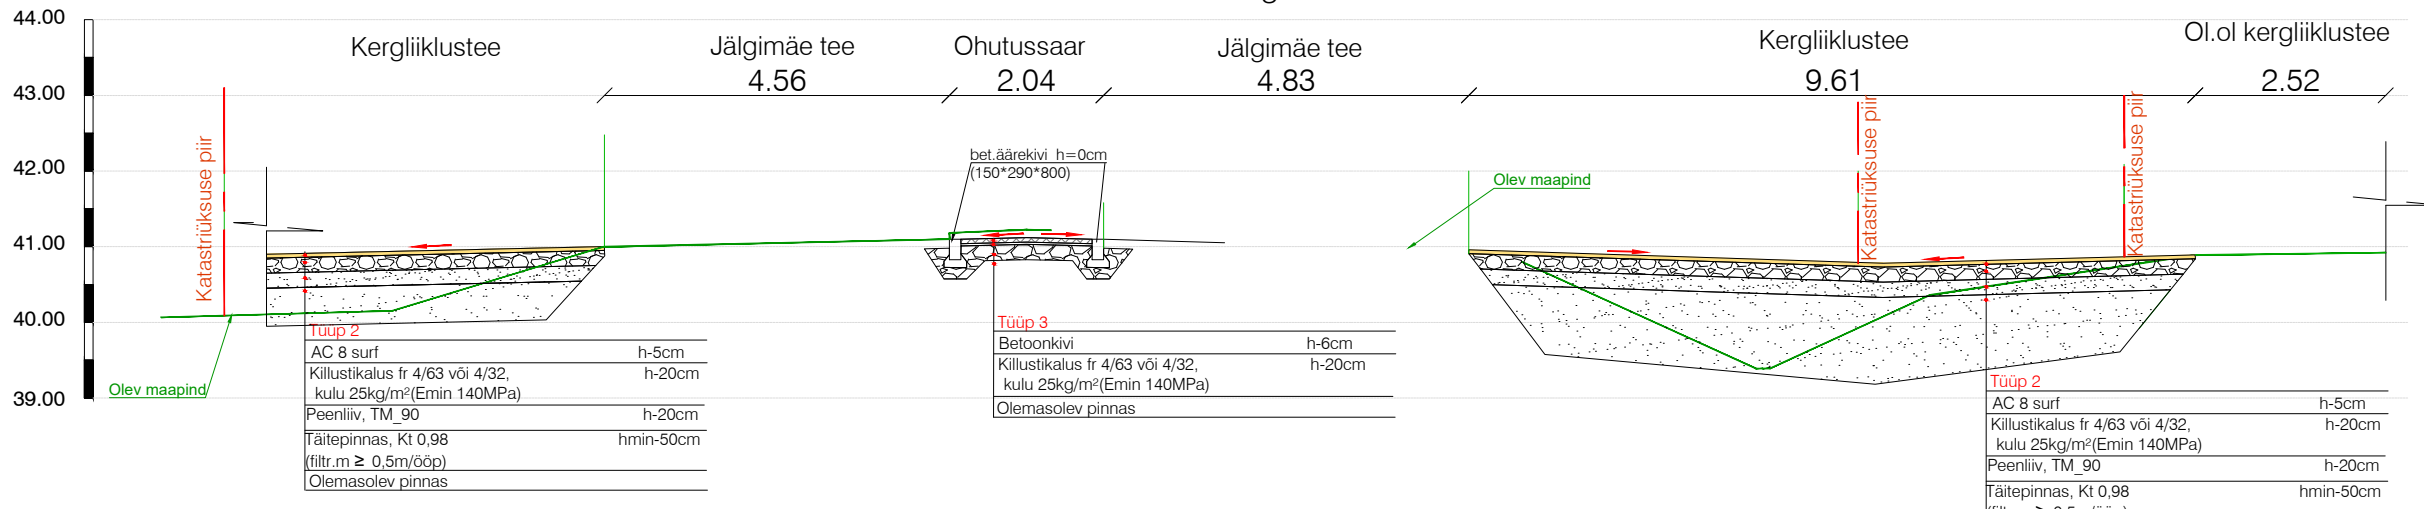 44.00
43.00
42.00
41.00
40.00
39.00
Kergliiklustee
Jälgimäe tee
4.56
Ohutussaar
2.04
Jälgimäe tee
4.83
Kergliiklustee
9.61
Ol.ol kergliiklustee
2.52
Katastriüksuse piir
bet.äärekivi h=0cm
(150*290*800)
Olev maapind
Katastriüksuse piir
Katastriüksuse piir
Olev maapind
Tüüp 2
AC 8 surf h-5cm
Killustikalus fr 4/63 või 4/32, h-20cm
kulu 25kg/m²(Emin 140MPa)
Peenliiv, TM_90 h-20cm
Täitepinnas, Kt 0,98 hmin-50cm
(filtr.m ≥ 0,5m/ööp)
Olemasolev pinnas
Tüüp 3
Betoonkivi h-6cm
Killustikalus fr 4/63 või 4/32, h-20cm
kulu 25kg/m²(Emin 140MPa)
Olemasolev pinnas
Tüüp 2
AC 8 surf h-5cm
Killustikalus fr 4/63 või 4/32, h-20cm
kulu 25kg/m²(Emin 140MPa)
Peenliiv, TM_90 h-20cm
Täitepinnas, Kt 0,98 hmin-50cm